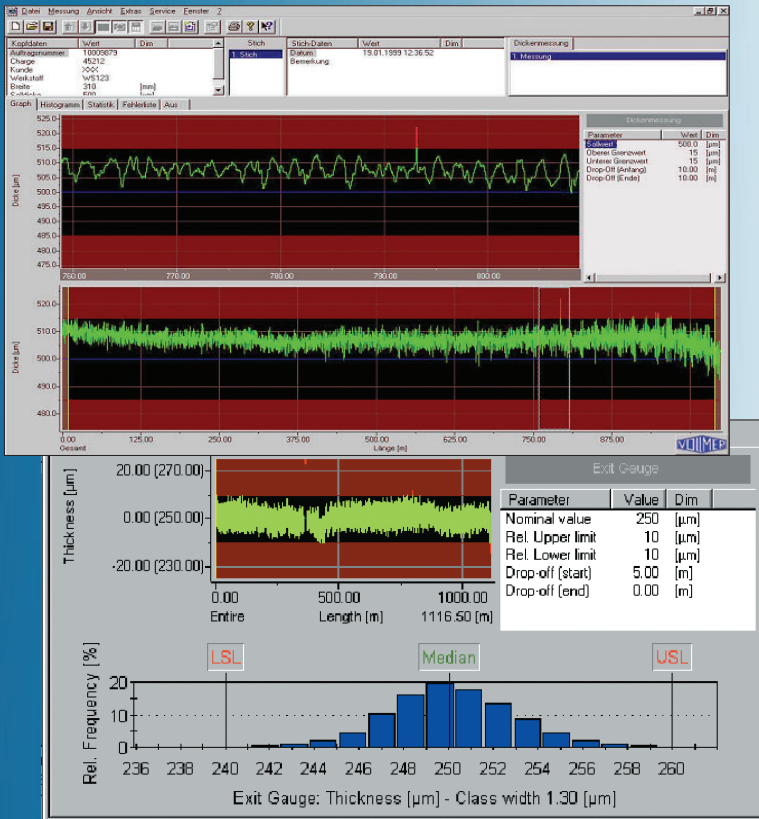 Datei Messung Ansicht Extras Service Fenster ?
Kopfdaten Wert Dim
Auftragsnummer 10009879
Charge 45212
Kunde XXX
Werkstoff WS123
Breite 310 [mm]
Solldicke 500 [µm]
Stich
1. Stich
Stich-Daten Wert Dim
Datum 19.01.1999 12:36:52
Bemerkung
Dickenmessung
1. Messung
Graph Histogramm Statistik Fehlerliste Aus
Dicke [µm]
525.0
520.0
515.0
510.0
505.0
500.0
495.0
490.0
485.0
480.0
475.0
760.00 770.00 780.00 790.00 800.00
Dickenmessung
Parameter Wert Dim
Sollwert 500.0 [µm]
Oberer Grenzwert 15 [µm]
Unterer Grenzwert 15 [µm]
Drop-Off (Anfang) 10.00 [m]
Drop-Off (Ende) 10.00 [m]
Dicke [µm]
520.0
510.0
500.0
490.0
480.0
0.00 125.00 250.00 375.00 500.00 625.00 750.00 875.00
Gesamt Länge [m]
VOLLMER
Thickness [µm]
20.00 (270.00)
0.00 (250.00)
-20.00 (230.00)
0.00 500.00 1000.00
Entire Length [m] 1116.50 [m]
Exit Gauge
Parameter Value Dim
Nominal value 250 [µm]
Rel. Upper limit 10 [µm]
Rel. Lower limit 10 [µm]
Drop-off (start) 5.00 [m]
Drop-off (end) 0.00 [m]
LSL Median USL
Rel. Frequency [%]
20
10
0
236 238 240 242 244 246 248 250 252 254 256 258 260
Exit Gauge: Thickness [µm] - Class width 1.30 [µm]